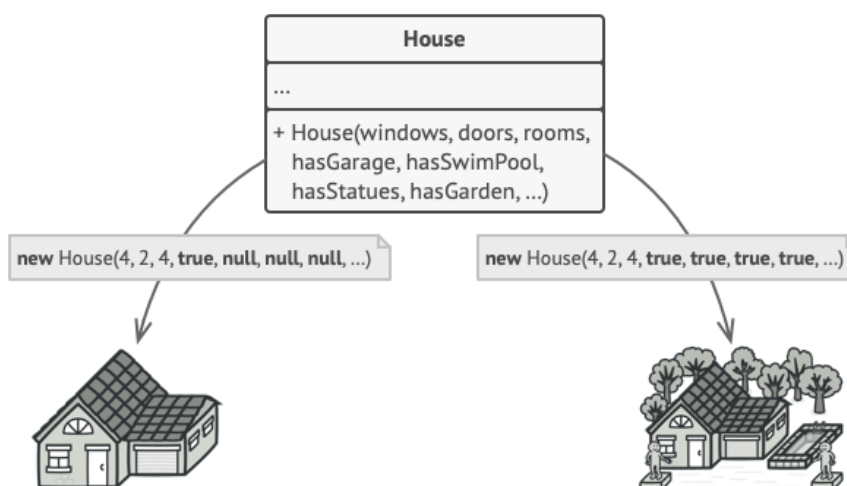 House
...
+ House(windows, doors, rooms,
hasGarage, hasSwimPool,
hasStatues, hasGarden, ...)
new House(4, 2, 4, true, null, null, null, ...)
new House(4, 2, 4, true, true, true, true, ...)